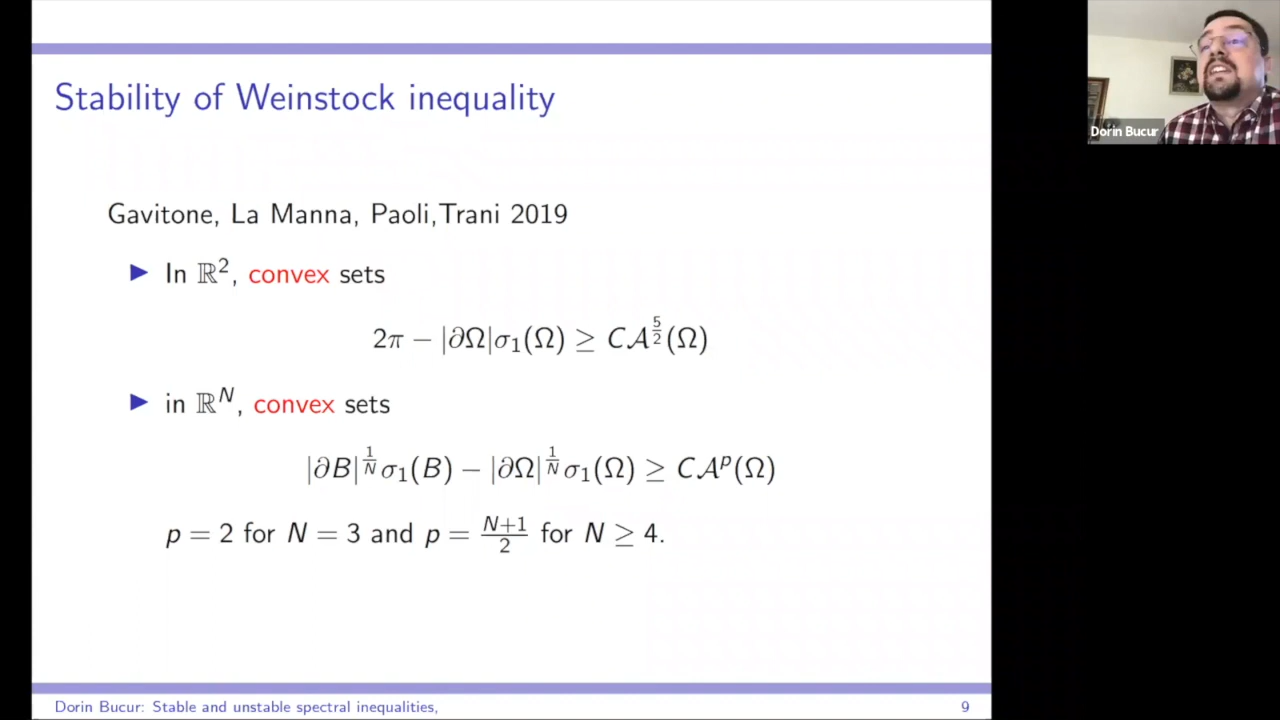 Stability of Weinstock inequality
Gavitone, La Manna, Paoli,Trani 2019
▶ In ℝ², convex sets
2π − |∂Ω|σ₁(Ω) ≥ C𝒜^{5/2}(Ω)
▶ in ℝᴺ, convex sets
|∂B|^{1/N}σ₁(B) − |∂Ω|^{1/N}σ₁(Ω) ≥ C𝒜ᵖ(Ω)
p = 2 for N = 3 and p = (N+1)/2 for N ≥ 4.
Dorin Bucur: Stable and unstable spectral inequalities,
9
Dorin Bucur